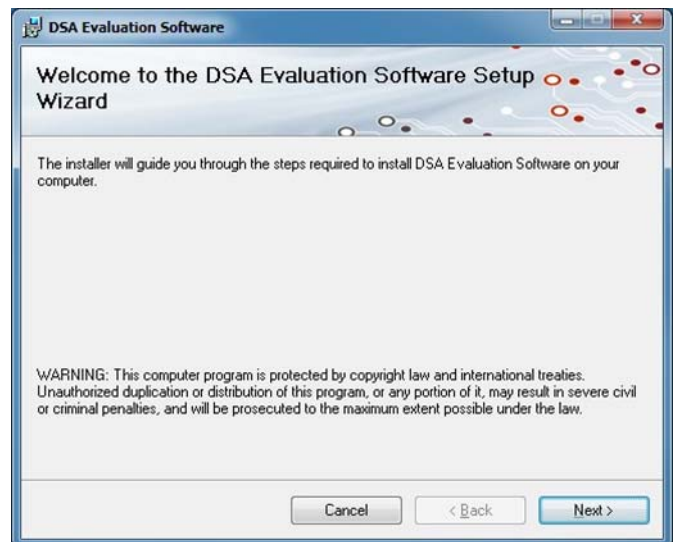 DSA Evaluation Software
Welcome to the DSA Evaluation Software Setup
Wizard
The installer will guide you through the steps required to install DSA Evaluation Software on your
computer.
WARNING: This computer program is protected by copyright law and international treaties.
Unauthorized duplication or distribution of this program, or any portion of it, may result in severe civil
or criminal penalties, and will be prosecuted to the maximum extent possible under the law.
Cancel
< Back
Next >